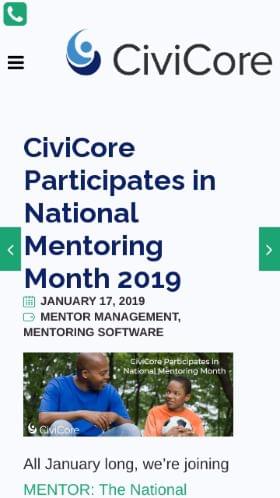 CiviCore
CiviCore
Participates in
National
Mentoring
Month 2019
JANUARY 17, 2019
MENTOR MANAGEMENT,
MENTORING SOFTWARE
CiviCore Participates in
National Mentoring Month
CiviCore
All January long, we're joining
MENTOR: The National